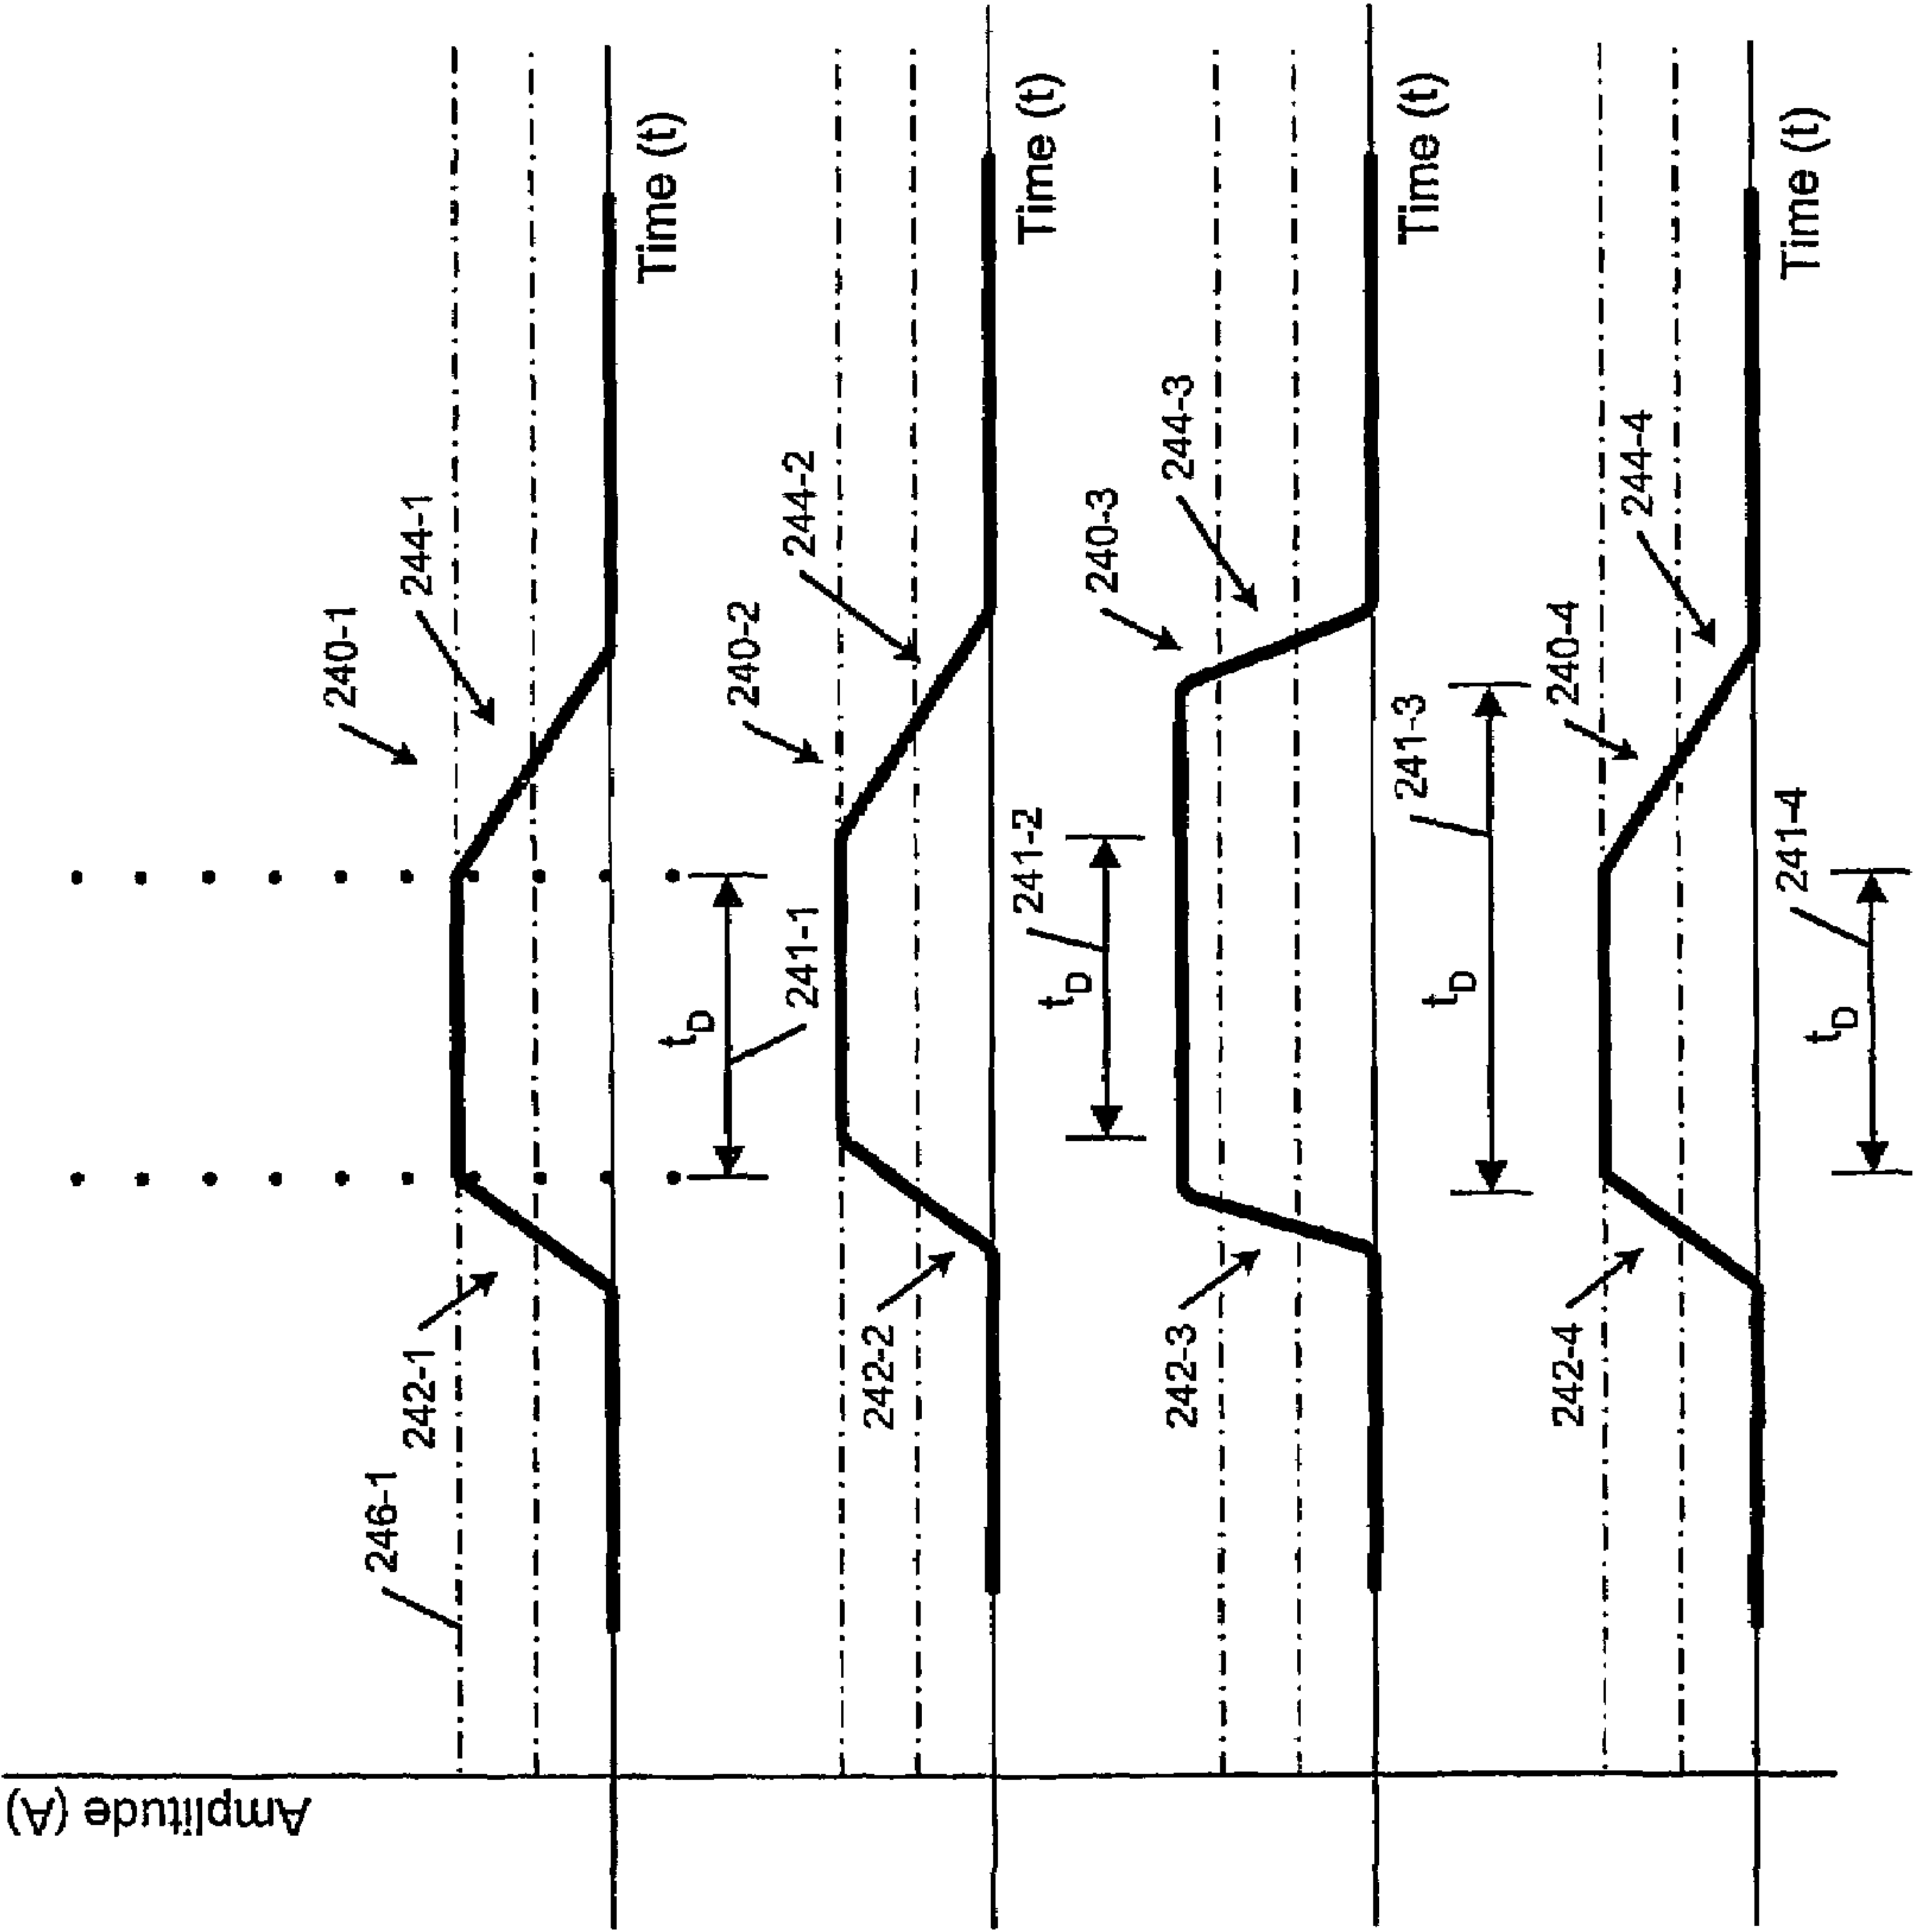 Amplitude (A)
240-1
246-1
242-1
244-1
Time (t)
tD
241-1
240-2
244-2
242-2
241-2
Time (t)
tD
240-3
242-3
244-3
241-3
Time (t)
tD
240-4
242-4
244-4
241-4
Time (t)
tD